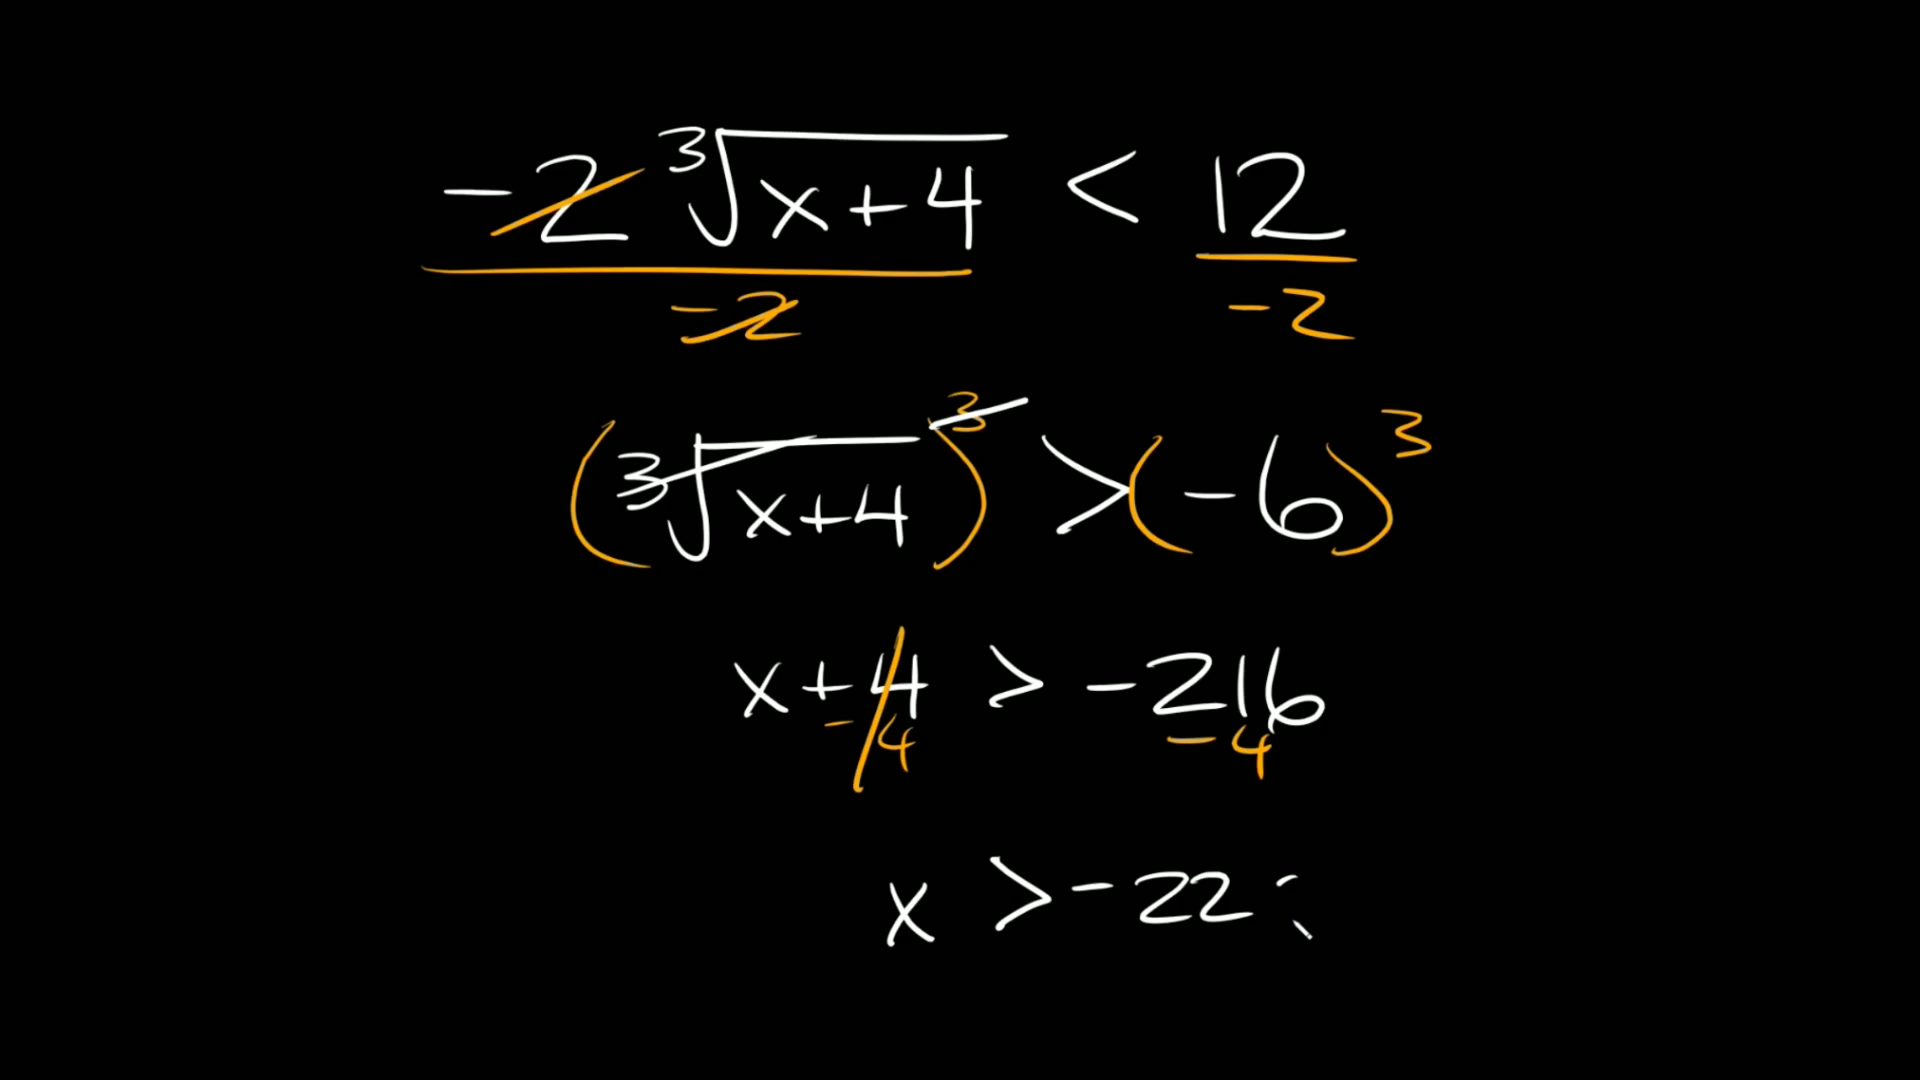 -2∛x+4 < 12
-2 -2
(∛x+4)³ > (-6)³
x+4 > -216
-4 -4
x > -22